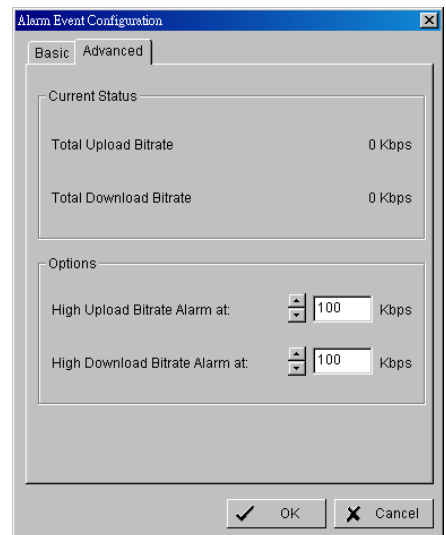 Alarm Event Configuration
Basic Advanced
Current Status
Total Upload Bitrate 0 Kbps
Total Download Bitrate 0 Kbps
Options
High Upload Bitrate Alarm at: 100 Kbps
High Download Bitrate Alarm at: 100 Kbps
OK Cancel